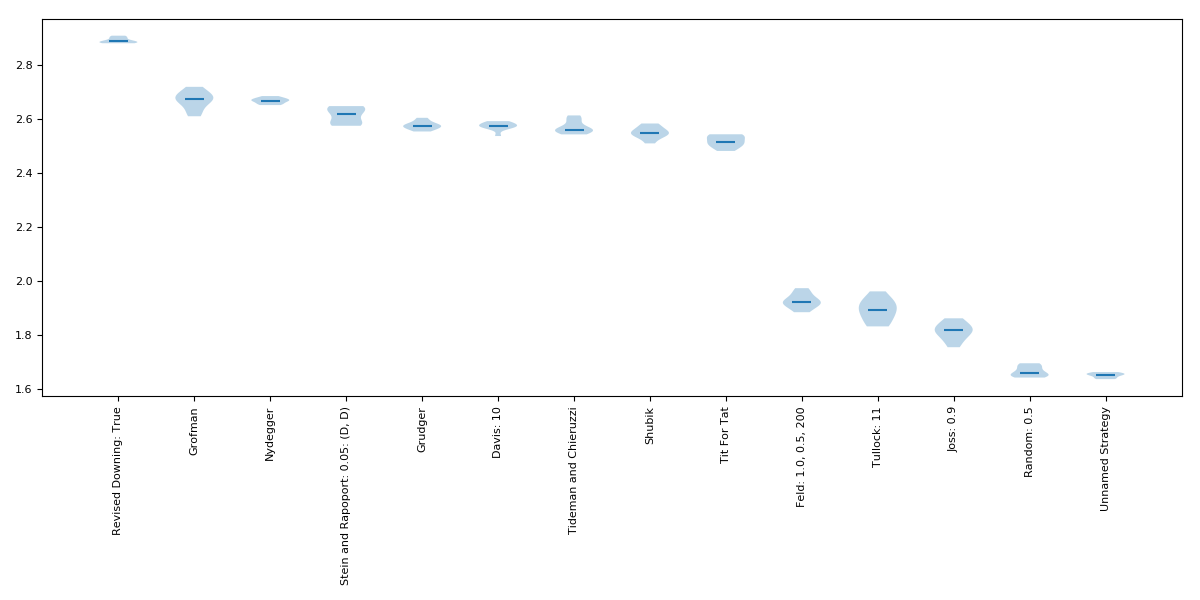 2.8
2.6
2.4
2.2
2.0
1.8
1.6
Revised Downing: True
Grofman
Nydegger
Stein and Rapoport: 0.05: (D, D)
Grudger
Davis: 10
Tideman and Chieruzzi
Shubik
Tit For Tat
Feld: 1.0, 0.5, 200
Tullock: 11
Joss: 0.9
Random: 0.5
Unnamed Strategy